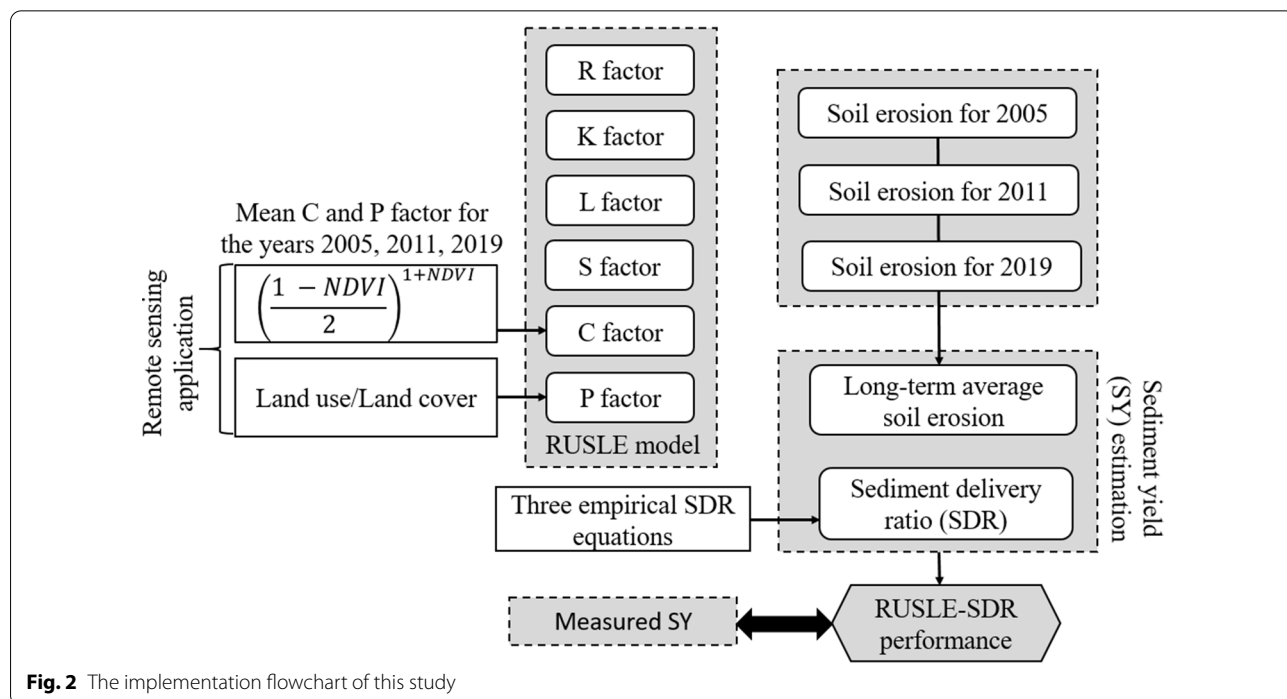 R factor
K factor
L factor
S factor
C factor
P factor
RUSLE model
Mean C and P factor for
the years 2005, 2011, 2019
(1 − NDVI / 2)^1+NDVI
Land use/Land cover
Remote sensing
application
Soil erosion for 2005
Soil erosion for 2011
Soil erosion for 2019
Long-term average
soil erosion
Sediment delivery
ratio (SDR)
Sediment yield
(SY) estimation
Three empirical SDR
equations
Measured SY
RUSLE-SDR
performance
Fig. 2 The implementation flowchart of this study